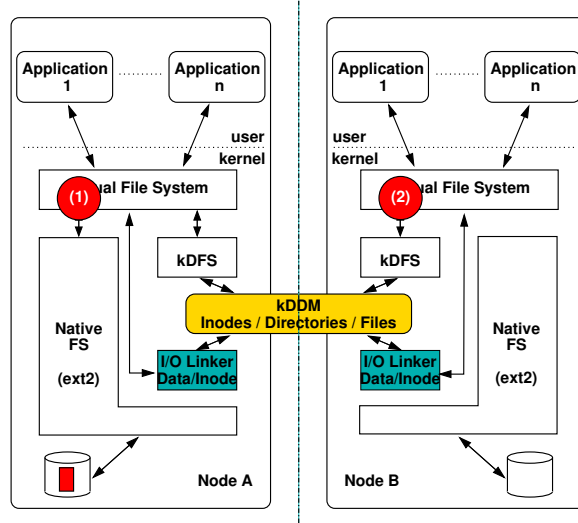 Application
1
Application
n
user
kernel
(1)
ual File System
kDFS
Native
FS
(ext2)
I/O Linker
Data/Inode
Node A
kDDM
Inodes / Directories / Files
Application
1
Application
n
user
kernel
(2)
ual File System
kDFS
Native
FS
(ext2)
I/O Linker
Data/Inode
Node B